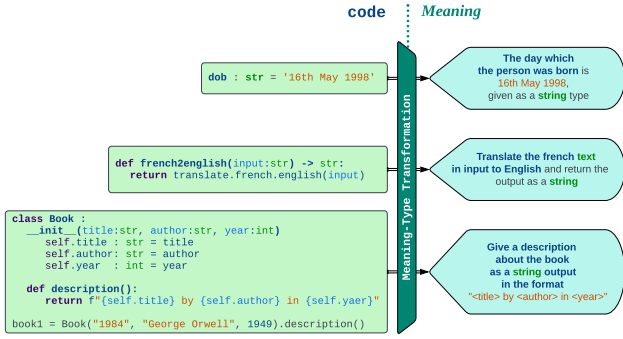 code
Meaning
dob : str = '16th May 1998'
The day which
the person was born is
16th May 1998,
given as a string type
Meaning-Type Transformation
def french2english(input:str) -> str:
return translate.french.english(input)
Translate the french text
in input to English and return the
output as a string
class Book :
__init__(title:str, author:str, year:int)
self.title : str = title
self.author: str = author
self.year  : int = year
def description():
return f"{self.title} by {self.author} in {self.yaer}"
book1 = Book("1984", "George Orwell", 1949).description()
Give a description
about the book
as a string output
in the format
"<title> by <author> in <year>"